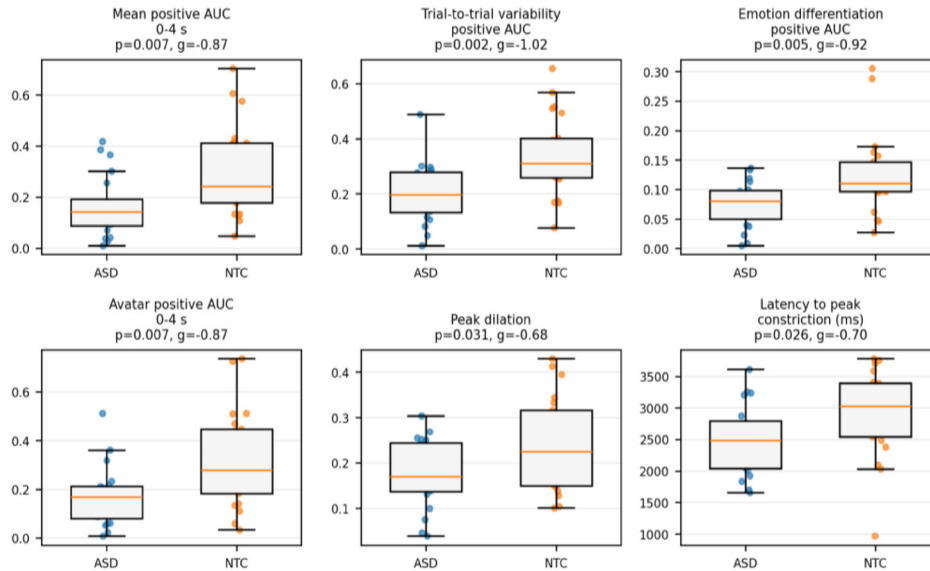 Mean positive AUC
0-4 s
p=0.007, g=-0.87
0.6
0.4
0.2
0.0
ASD NTC
Trial-to-trial variability
positive AUC
p=0.002, g=-1.02
0.6
0.4
0.2
0.0
ASD NTC
Emotion differentiation
positive AUC
p=0.005, g=-0.92
0.30
0.25
0.20
0.15
0.10
0.05
0.00
ASD NTC
Avatar positive AUC
0-4 s
p=0.007, g=-0.87
0.6
0.4
0.2
0.0
ASD NTC
Peak dilation
p=0.031, g=-0.68
0.4
0.3
0.2
0.1
ASD NTC
Latency to peak
constriction (ms)
p=0.026, g=-0.70
3500
3000
2500
2000
1500
1000
ASD NTC